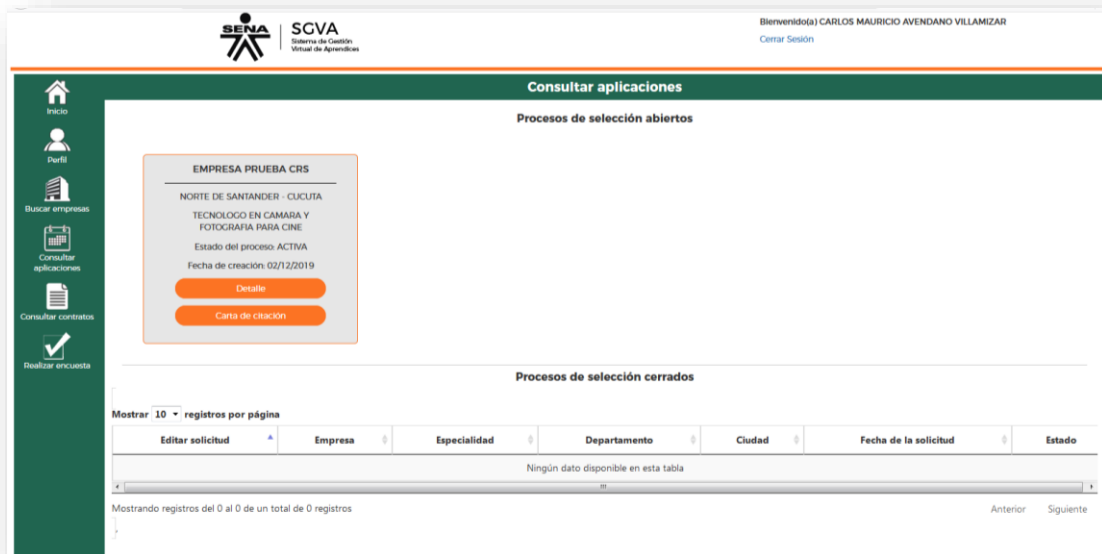 SENA
SGVA
Sistema de Gestión
Virtual de Aprendices
Bienvenido(a) CARLOS MAURICIO AVENDANO VILLAMIZAR
Cerrar Sesión
Inicio
Perfil
Buscar empresas
Consultar
aplicaciones
Consultar contratos
Realizar encuesta
Consultar aplicaciones
Procesos de selección abiertos
EMPRESA PRUEBA CRS
NORTE DE SANTANDER - CUCUTA
TECNOLOGO EN CAMARA Y
FOTOGRAFIA PARA CINE
Estado del proceso: ACTIVA
Fecha de creación: 02/12/2019
Detalle
Carta de citación
Procesos de selección cerrados
Mostrar 10 registros por página
Editar solicitud Empresa Especialidad Departamento Ciudad Fecha de la solicitud Estado
Ningún dato disponible en esta tabla
Mostrando registros del 0 al 0 de un total de 0 registros
Anterior Siguiente